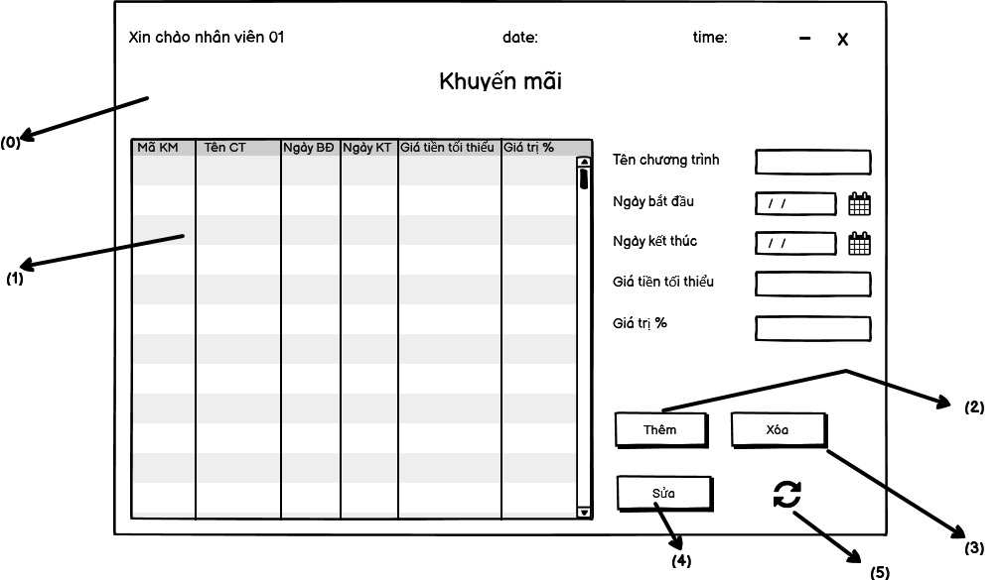 Xin chào nhân viên 01 date: time: – X
Khuyến mãi
(0)
Mã KM Tên CT Ngày BĐ Ngày KT Giá tiền tối thiểu Giá trị %
Tên chương trình
Ngày bắt đầu / /
Ngày kết thúc / /
(1)
Giá tiền tối thiểu
Giá trị %
(2)
Thêm Xóa
Sửa
(3)
(4)
(5)